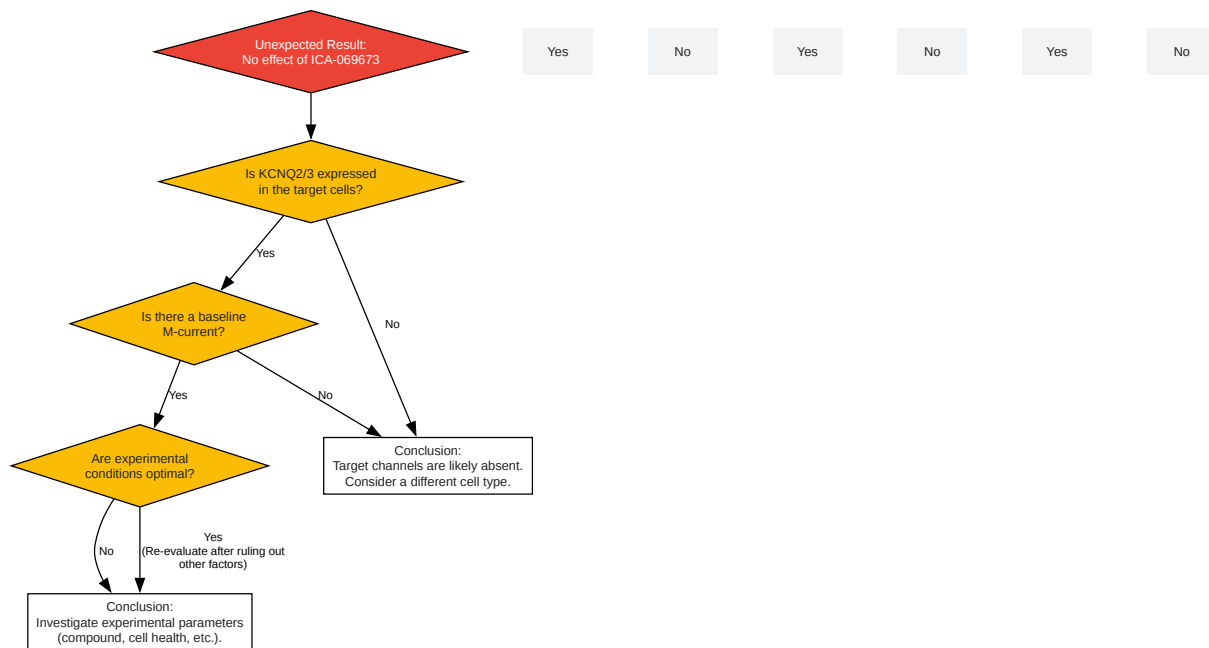 Unexpected Result:
No effect of ICA-069673
Yes
No
Yes
No
Yes
No
Is KCNQ2/3 expressed
in the target cells?
Yes
Is there a baseline
M-current?
No
Yes
No
Are experimental
conditions optimal?
Conclusion:
Target channels are likely absent.
Consider a different cell type.
No
Yes
(Re-evaluate after ruling out
other factors)
Conclusion:
Investigate experimental parameters
(compound, cell health, etc.).